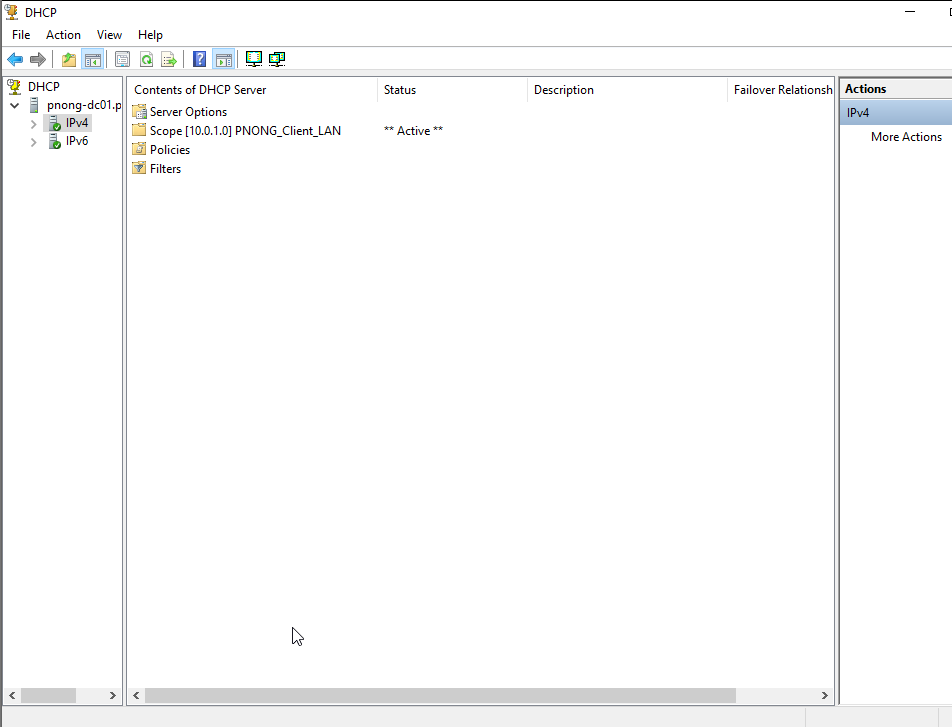 DHCP
File Action View Help
DHCP
pnong-dc01.p
IPv4
IPv6
Contents of DHCP Server Status Description Failover Relationsh
Server Options
Scope [10.0.1.0] PNONG_Client_LAN ** Active **
Policies
Filters
Actions
IPv4
More Actions